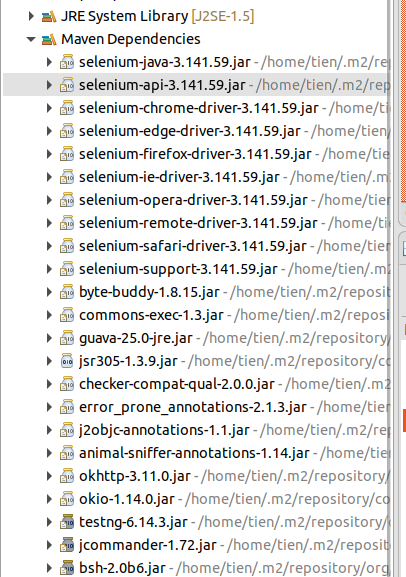 JRE System Library [J2SE-1.5]
Maven Dependencies
selenium-java-3.141.59.jar - /home/tien/.m2/rep
selenium-api-3.141.59.jar - /home/tien/.m2/rep
selenium-chrome-driver-3.141.59.jar - /home/tie
selenium-edge-driver-3.141.59.jar - /home/tien/
selenium-firefox-driver-3.141.59.jar - /home/tie
selenium-ie-driver-3.141.59.jar - /home/tien/.m
selenium-opera-driver-3.141.59.jar - /home/tien
selenium-remote-driver-3.141.59.jar - /home/tie
selenium-safari-driver-3.141.59.jar - /home/tien
selenium-support-3.141.59.jar - /home/tien/.m2
byte-buddy-1.8.15.jar - /home/tien/.m2/reposit
commons-exec-1.3.jar - /home/tien/.m2/reposi
guava-25.0-jre.jar - /home/tien/.m2/repository/
jsr305-1.3.9.jar - /home/tien/.m2/repository/co
checker-compat-qual-2.0.0.jar - /home/tien/.m2
error_prone_annotations-2.1.3.jar - /home/tien/
j2objc-annotations-1.1.jar - /home/tien/.m2/rep
animal-sniffer-annotations-1.14.jar - /home/tien
okhttp-3.11.0.jar - /home/tien/.m2/repository/
okio-1.14.0.jar - /home/tien/.m2/repository/co
testng-6.14.3.jar - /home/tien/.m2/repository/
jcommander-1.72.jar - /home/tien/.m2/reposit
bsh-2.0b6.jar - /home/tien/.m2/repository/org